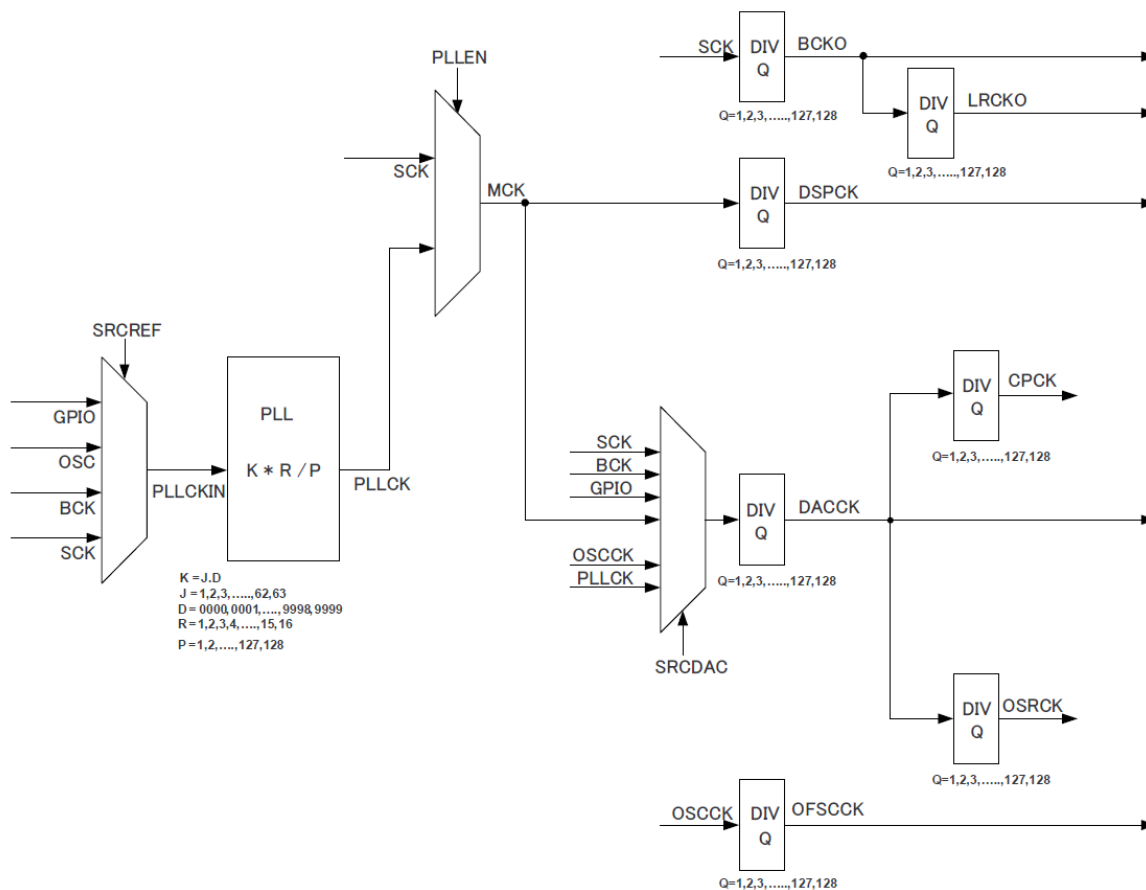 SCK
DIV
Q
BCKO
Q=1,2,3,.....,127,128
DIV
Q
LRCKO
Q=1,2,3,.....,127,128
PLLEN
SCK
MCK
DIV
Q
DSPCK
Q=1,2,3,.....,127,128
SRCREF
GPIO
OSC
BCK
SCK
PLLCKIN
PLL
K * R / P
PLLCK
K = J.D
J = 1,2,3,.....,62,63
D = 0000,0001,....,9998,9999
R = 1,2,3,4,....,15,16
P = 1,2,....,127,128
SCK
BCK
GPIO
OSCCK
PLLCK
SRCDAC
DIV
Q
DACCK
Q=1,2,3,.....,127,128
DIV
Q
CPCK
Q=1,2,3,.....,127,128
DIV
Q
OSRCK
Q=1,2,3,.....,127,128
OSCCK
DIV
Q
OFSCCK
Q=1,2,3,.....,127,128